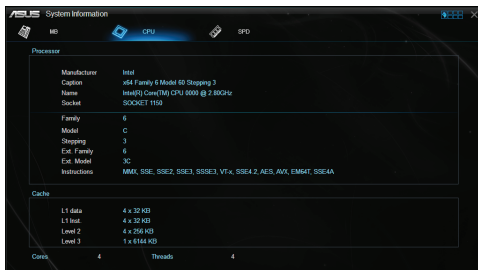 ASUS System Information
MB CPU SPD
Processor
Manufacturer Intel
Caption x64 Family 6 Model 60 Stepping 3
Name Intel(R) Core(TM) CPU 0000 @ 2.80GHz
Socket SOCKET 1150
Family 6
Model C
Stepping 3
Ext. Family 6
Ext. Model 3C
Instructions MMX, SSE, SSE2, SSE3, SSSE3, VT-x, SSE4.2, AES, AVX, EM64T, SSE4A
Cache
L1 data 4 x 32 KB
L1 Inst. 4 x 32 KB
Level 2 4 x 256 KB
Level 3 1 x 6144 KB
Cores 4 Threads 4